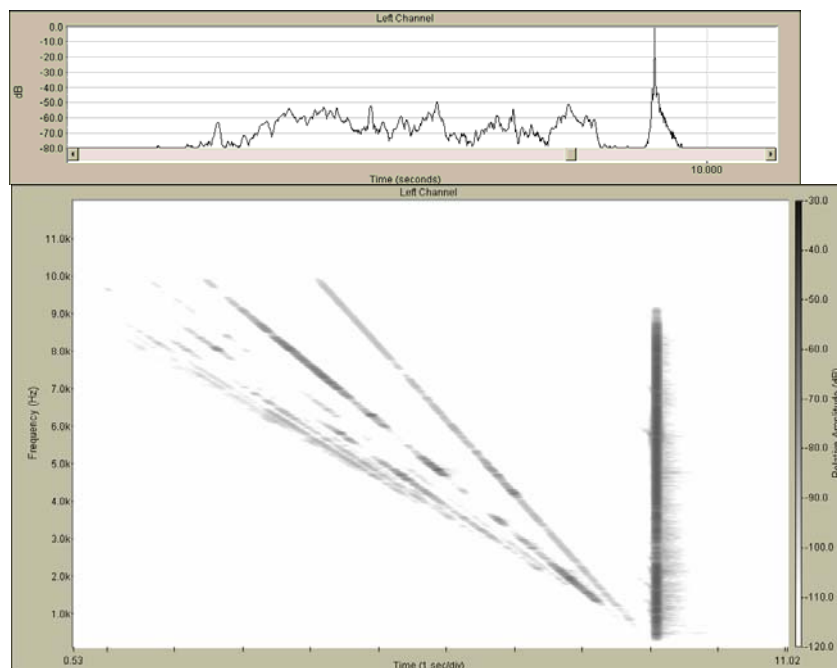 Left Channel
0.0
-10.0
-20.0
-30.0
-40.0
-50.0
-60.0
-70.0
-80.0
dB
10.000
Time (seconds)
Left Channel
11.0k
10.0k
9.0k
8.0k
7.0k
6.0k
5.0k
4.0k
3.0k
2.0k
1.0k
Frequency (Hz)
0.53
Time (1 sec/div)
11.02
-30.0
-40.0
-50.0
-60.0
-70.0
-80.0
-90.0
-100.0
-110.0
-120.0
Relative Amplitude (dB)